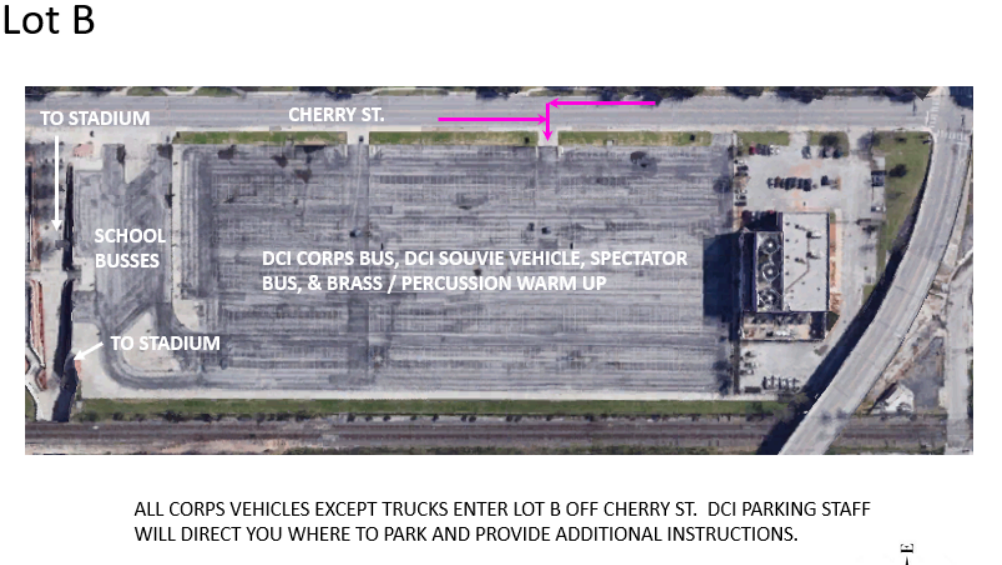 Lot B
TO STADIUM
CHERRY ST.
SCHOOL
BUSSES
DCI CORPS BUS, DCI SOUVIE VEHICLE, SPECTATOR
BUS, & BRASS / PERCUSSION WARM UP
TO STADIUM
ALL CORPS VEHICLES EXCEPT TRUCKS ENTER LOT B OFF CHERRY ST. DCI PARKING STAFF
WILL DIRECT YOU WHERE TO PARK AND PROVIDE ADDITIONAL INSTRUCTIONS.
E